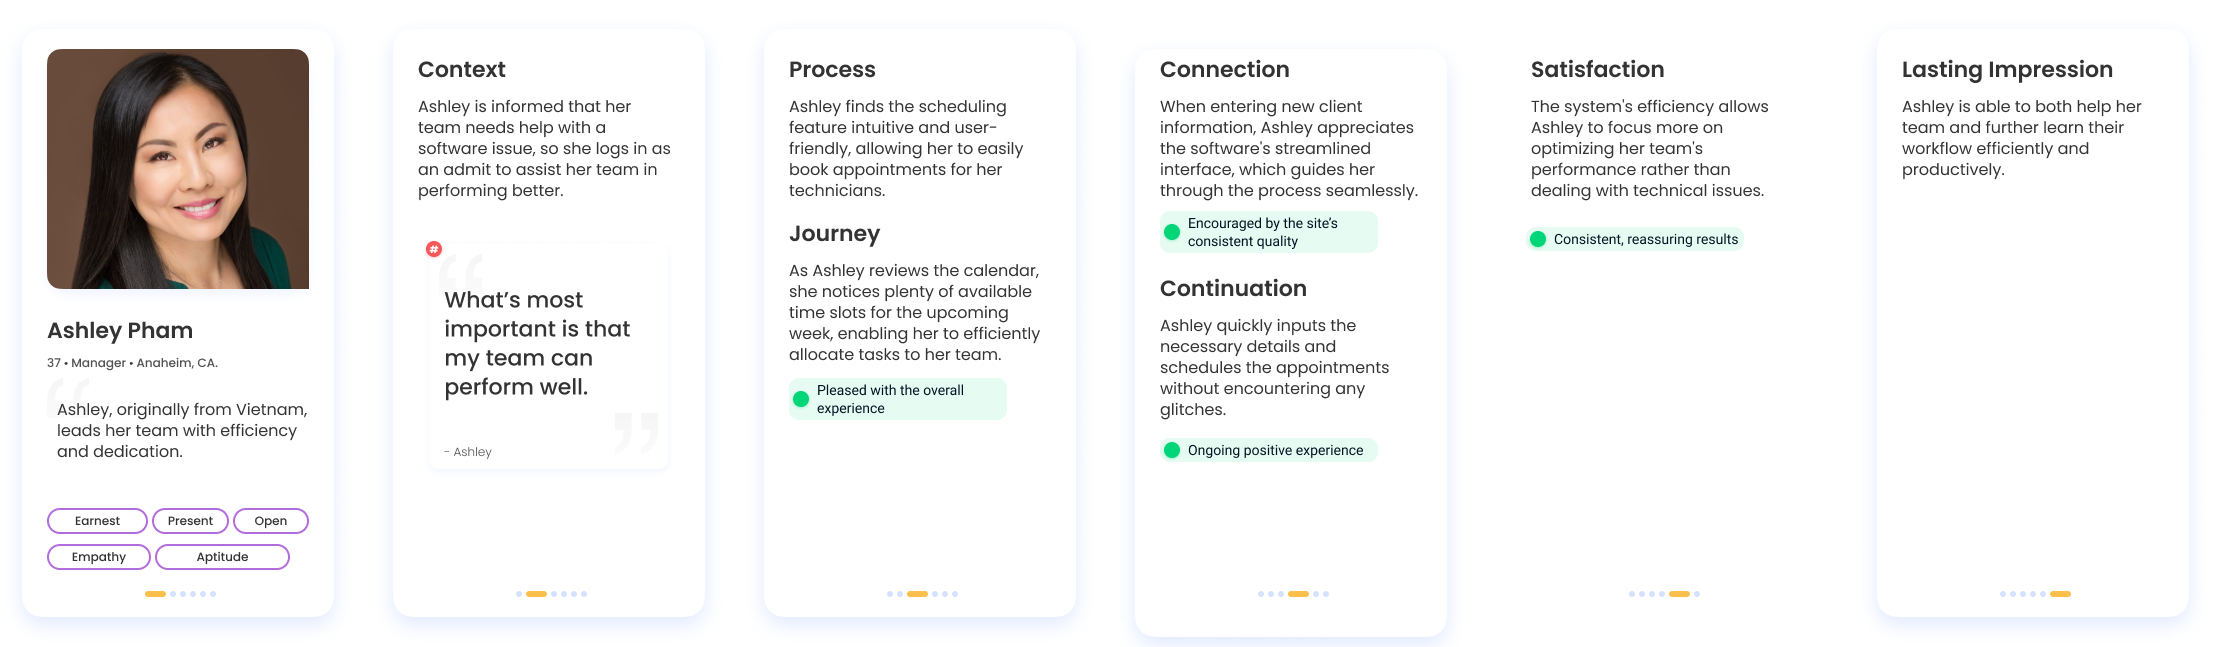 Ashley Pham
37 • Manager • Anaheim, CA.
Ashley, originally from Vietnam,
leads her team with efficiency
and dedication.
Earnest
Present
Open
Empathy
Aptitude
Context
Ashley is informed that her
team needs help with a
software issue, so she logs in as
an admit to assist her team in
performing better.
#
“
What’s most
important is that
my team can
perform well.
”
- Ashley
Process
Ashley finds the scheduling
feature intuitive and user-
friendly, allowing her to easily
book appointments for her
technicians.
Journey
As Ashley reviews the calendar,
she notices plenty of available
time slots for the upcoming
week, enabling her to efficiently
allocate tasks to her team.
Pleased with the overall
experience
Connection
When entering new client
information, Ashley appreciates
the software's streamlined
interface, which guides her
through the process seamlessly.
Encouraged by the site’s
consistent quality
Continuation
Ashley quickly inputs the
necessary details and
schedules the appointments
without encountering any
glitches.
Ongoing positive experience
Satisfaction
The system's efficiency allows
Ashley to focus more on
optimizing her team's
performance rather than
dealing with technical issues.
Consistent, reassuring results
Lasting Impression
Ashley is able to both help her
team and further learn their
workflow efficiently and
productively.